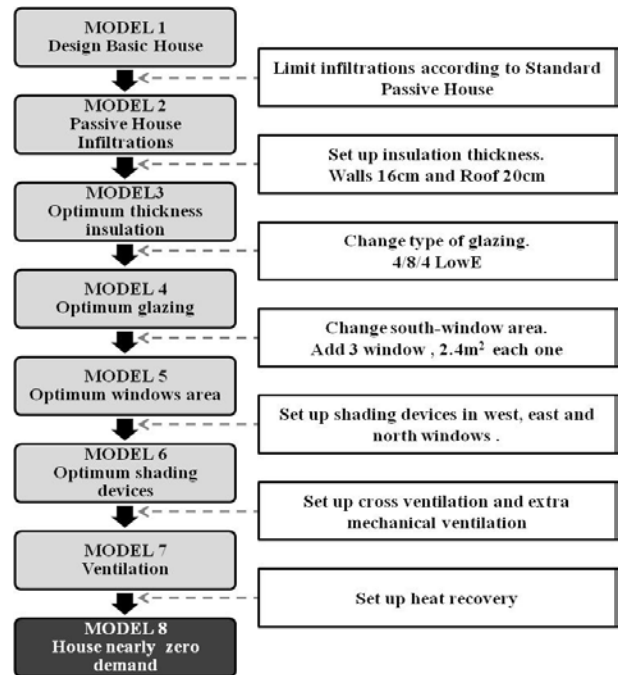 MODEL 1
Design Basic House
Limit infiltrations according to Standard
Passive House
MODEL 2
Passive House
Infiltrations
Set up insulation thickness.
Walls 16cm and Roof 20cm
MODEL3
Optimum thickness
insulation
Change type of glazing.
4/8/4 LowE
MODEL 4
Optimum glazing
Change south-window area.
Add 3 window , 2.4m² each one
MODEL 5
Optimum windows area
Set up shading devices in west, east and
north windows .
MODEL 6
Optimum shading
devices
Set up cross ventilation and extra
mechanical ventilation
MODEL 7
Ventilation
Set up heat recovery
MODEL 8
House nearly zero
demand